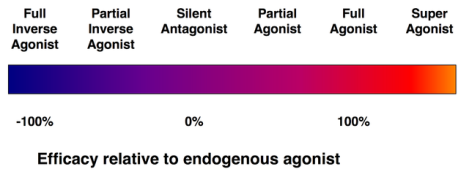 Full Inverse Agonist
Partial Inverse Agonist
Silent Antagonist
Partial Agonist
Full Agonist
Super Agonist
-100%
0%
100%
Efficacy relative to endogenous agonist